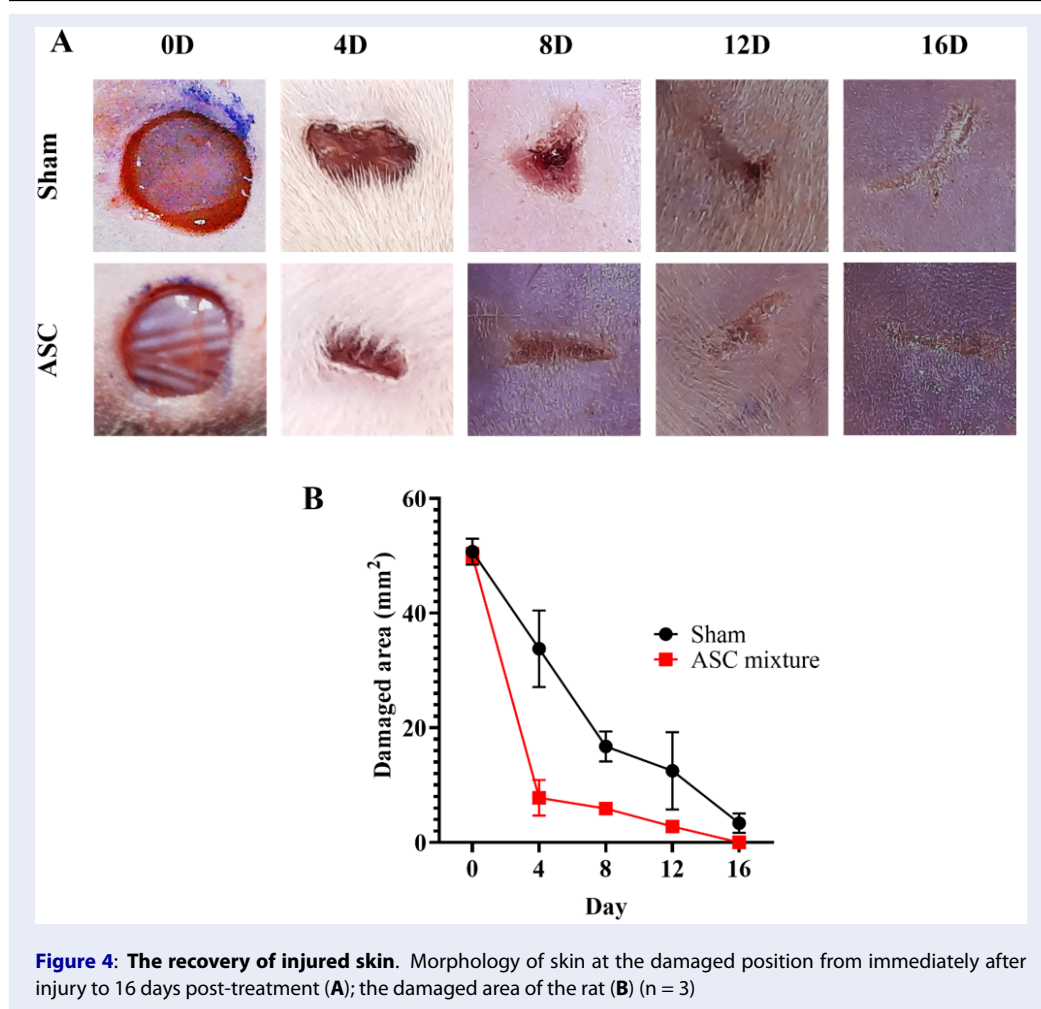 A
0D 4D 8D 12D 16D
Sham
ASC
B
60
40
20
0
Damaged area (mm²)
Sham
ASC mixture
0 4 8 12 16
Day
Figure 4: The recovery of injured skin. Morphology of skin at the damaged position from immediately after
injury to 16 days post-treatment (A); the damaged area of the rat (B) (n = 3)